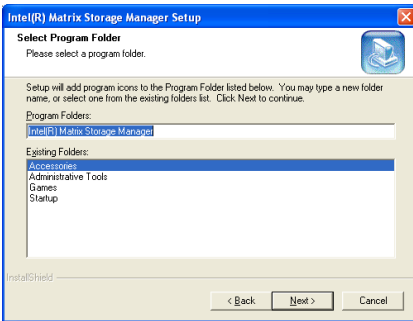 Intel(R) Matrix Storage Manager Setup
Select Program Folder
Please select a program folder.
Setup will add program icons to the Program Folder listed below. You may type a new folder
name, or select one from the existing folders list. Click Next to continue.
Program Folders:
Intel(R) Matrix Storage Manager
Existing Folders:
Accessories
Administrative Tools
Games
Startup
InstallShield
< Back Next > Cancel